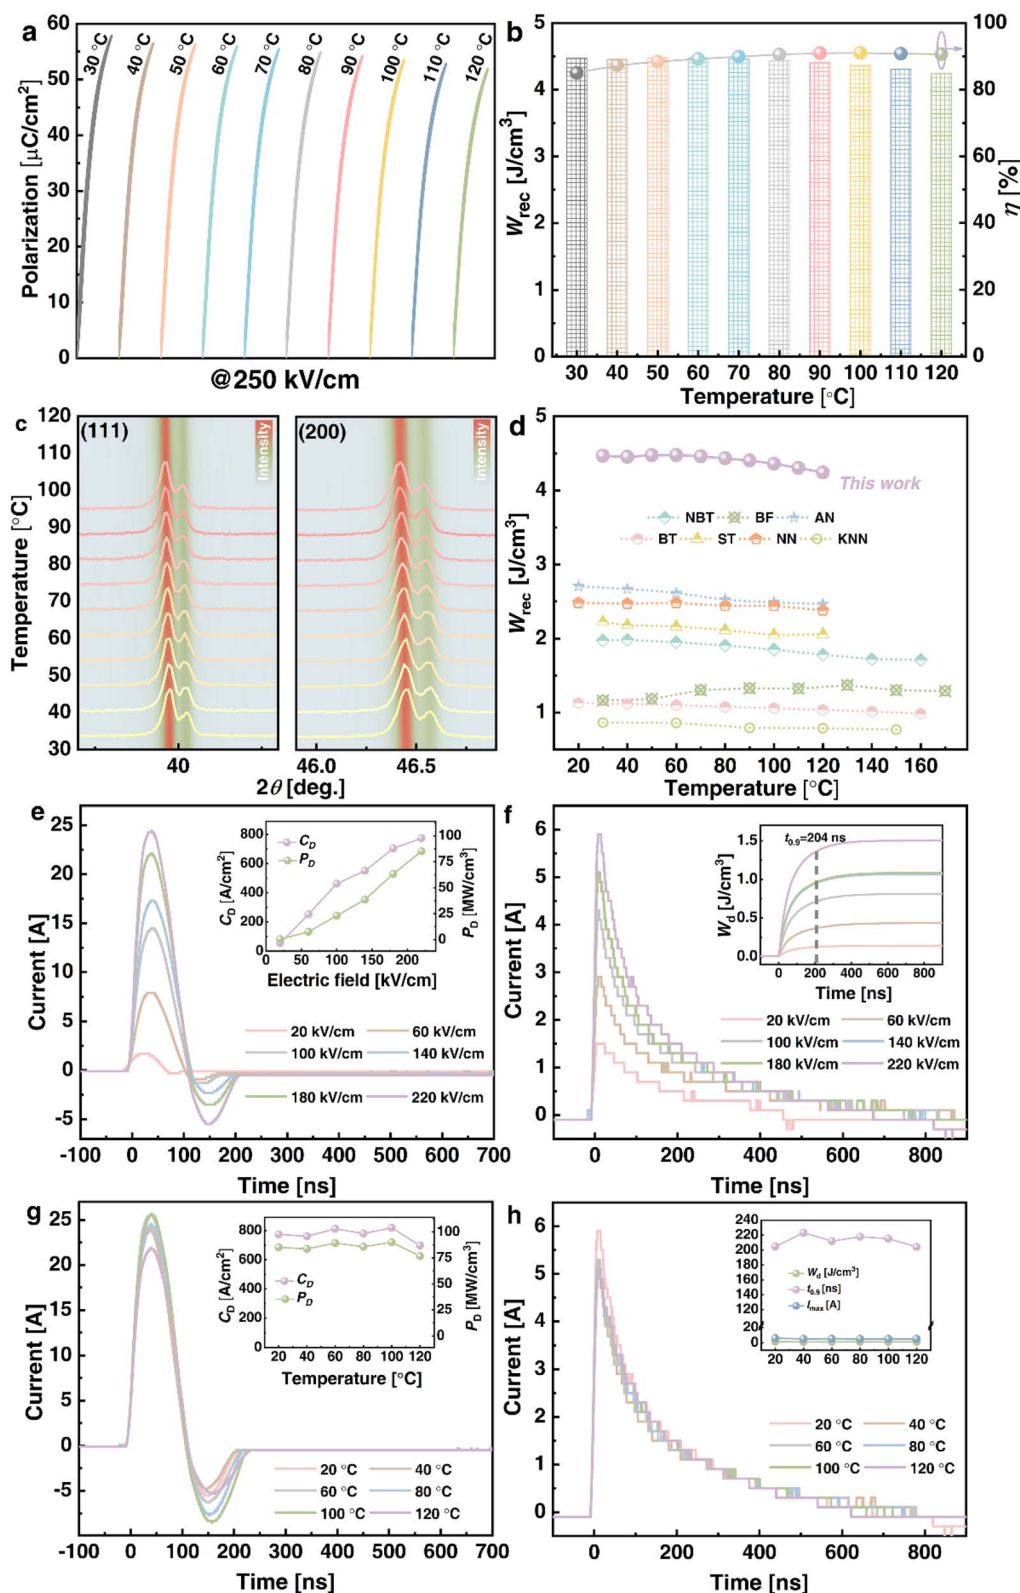 a
30 °C
40 °C
50 °C
60 °C
70 °C
80 °C
90 °C
100 °C
110 °C
120 °C
60
50
40
30
20
10
0
Polarization [μC/cm²]
@250 kV/cm
b
5
4
3
2
1
0
W_rec [J/cm³]
100
80
60
40
20
0
η [%]
30 40 50 60 70 80 90 100 110 120
Temperature [°C]
c
(111)
Intensity
(200)
Intensity
120
110
100
90
80
70
60
50
40
30
Temperature [°C]
40 46.0 46.5
2θ [deg.]
d
5
4
3
2
1
W_rec [J/cm³]
This work
NBT BF AN
BT ST NN KNN
20 40 60 80 100 120 140 160
Temperature [°C]
e
25
20
15
10
5
0
-5
Current [A]
800
600
400
200
0
C_D [A/cm²]
C_D
P_D
100
75
50
25
0
P_D [MW/cm³]
0 50 100 150 200
Electric field [kV/cm]
20 kV/cm 60 kV/cm
100 kV/cm 140 kV/cm
180 kV/cm 220 kV/cm
-100 0 100 200 300 400 500 600 700
Time [ns]
f
6
5
4
3
2
1
0
Current [A]
t_0.9=204 ns
1.5
1.0
0.5
0.0
W_d [J/cm³]
0 200 400 600 800
Time [ns]
20 kV/cm 60 kV/cm
100 kV/cm 140 kV/cm
180 kV/cm 220 kV/cm
0 200 400 600 800
Time [ns]
g
25
20
15
10
5
0
-5
Current [A]
800
600
400
200
0
C_D [A/cm²]
C_D
P_D
100
75
50
25
0
P_D [MW/cm³]
20 40 60 80 100 120
Temperature [°C]
20 °C 40 °C
60 °C 80 °C
100 °C 120 °C
-100 0 100 200 300 400 500 600 700
Time [ns]
h
6
5
4
3
2
1
0
Current [A]
240
220
200
180
160
140
120
20
0
W_d [J/cm³]
t_0.9 [ns]
I_max [A]
20 40 60 80 100 120
20 °C 40 °C
60 °C 80 °C
100 °C 120 °C
0 200 400 600 800
Time [ns]